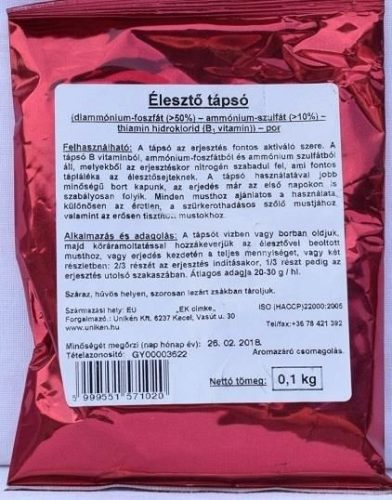 Élesztő tápsó
(diammónium-foszfát (>50%) – ammónium-szulfát (>10%) –
thiamin hidroklorid (B₁ vitamin)) – por
Felhasználható: A tápsó az erjesztés fontos aktiváló szere. A
tápsó B vitaminból, ammónium-foszfátból és ammónium szulfátból
áll, melyekből az erjesztéskor nitrogén szabadul fel, ami fontos
tápláléka az élesztősejteknek. A tápsó használatával jobb
minőségű bort kapunk, az erjedés már az első napokon is
szabályosan folyik. Minden musthoz ajánlatos a használata,
különösen az éretlen, a szürkerothadásos szőlő mustjához
valamint az erősen tisztított mustokhoz.
Alkalmazás és adagolás: A tápsót vízben vagy borban oldjuk,
majd köráramoltatással hozzákeverjük az élesztővel beoltott
musthoz, vagy erjedés kezdetén a teljes mennyiséget, vagy két
részletben: 2/3 részét az erjesztés indításakor, 1/3 részt pedig az
erjesztés utolsó szakaszában. Átlagos adagja 20-30 g / hl.
Száraz, hűvös helyen, szorosan lezárt zsákban tároljuk.
Származási hely: EU „EK címke” ISO (HACCP)22000:2005
Forgalmazó.: Unikén Kft. 6237 Kecel, Vasút u. 30
www.uniken.hu Tel/fax:+36 78 421 392
Minőségét megőrzi (nap hónap év): 26. 02. 2018.
Tételazonosító: GY00003622 Aromazáró csomagolás.
5 999551 571020
Nettó tömeg: 0,1 kg